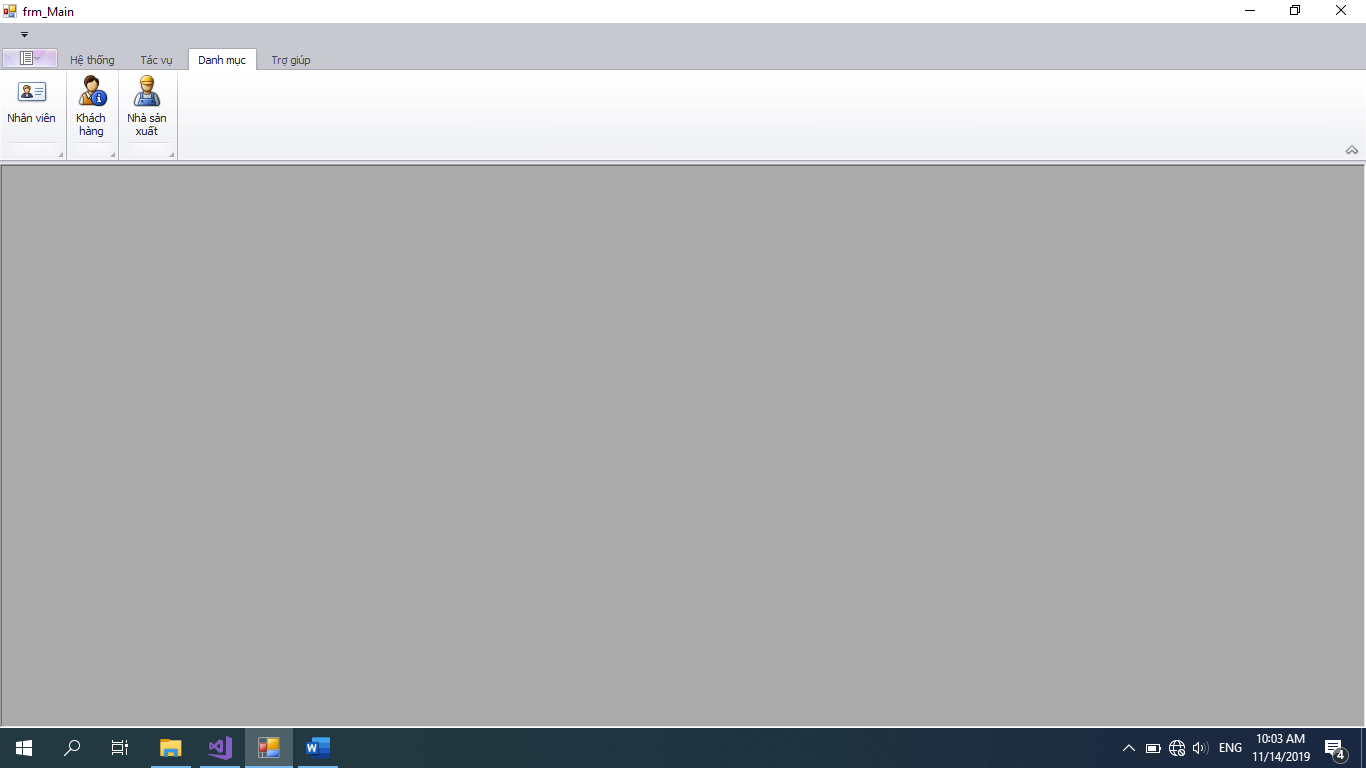 frm_Main
Hệ thống Tác vụ Danh mục Trợ giúp
Nhân viên
Khách
hàng
Nhà sản
xuất
ENG
10:03 AM
11/14/2019
4